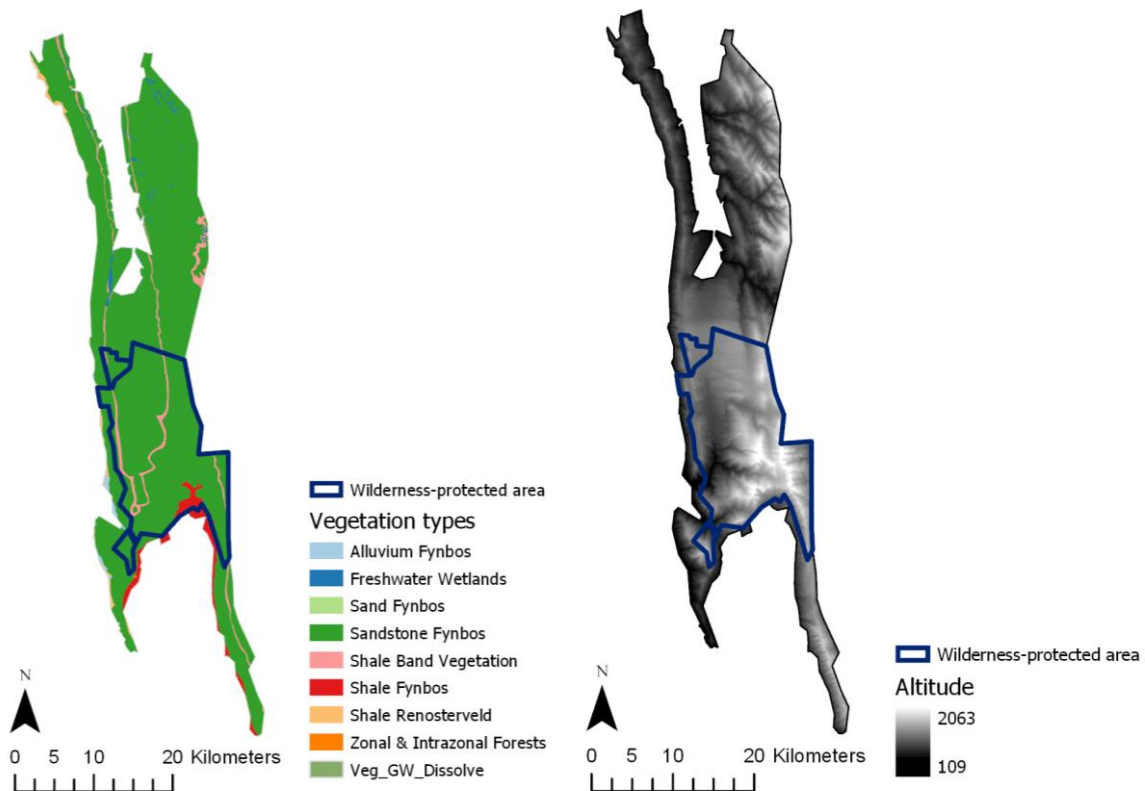 Wilderness-protected area
Vegetation types
Alluvium Fynbos
Freshwater Wetlands
Sand Fynbos
Sandstone Fynbos
Shale Band Vegetation
Shale Fynbos
Shale Renosterveld
Zonal & Intrazonal Forests
Veg_GW_Dissolve
N
0 5 10 20 Kilometers
Wilderness-protected area
Altitude
2063
109
N
0 5 10 20 Kilometers